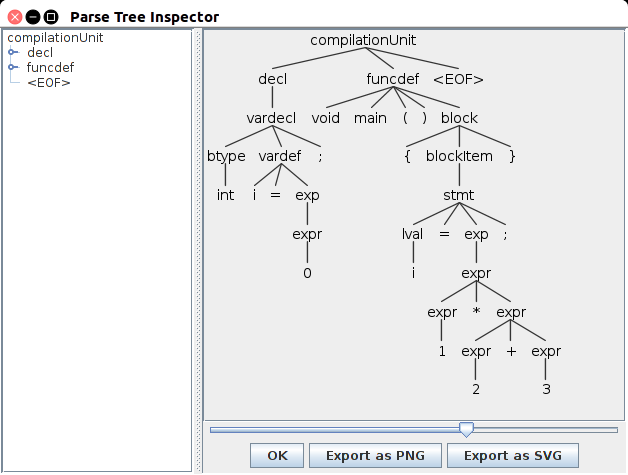 Parse Tree Inspector
compilationUnit
decl
funcdef
<EOF>
compilationUnit
decl funcdef <EOF>
vardecl void main ( ) block
btype vardef ; { blockItem }
int i = exp stmt
expr lval = exp ;
0 i expr
expr * expr
1 expr + expr
2 3
OK Export as PNG Export as SVG